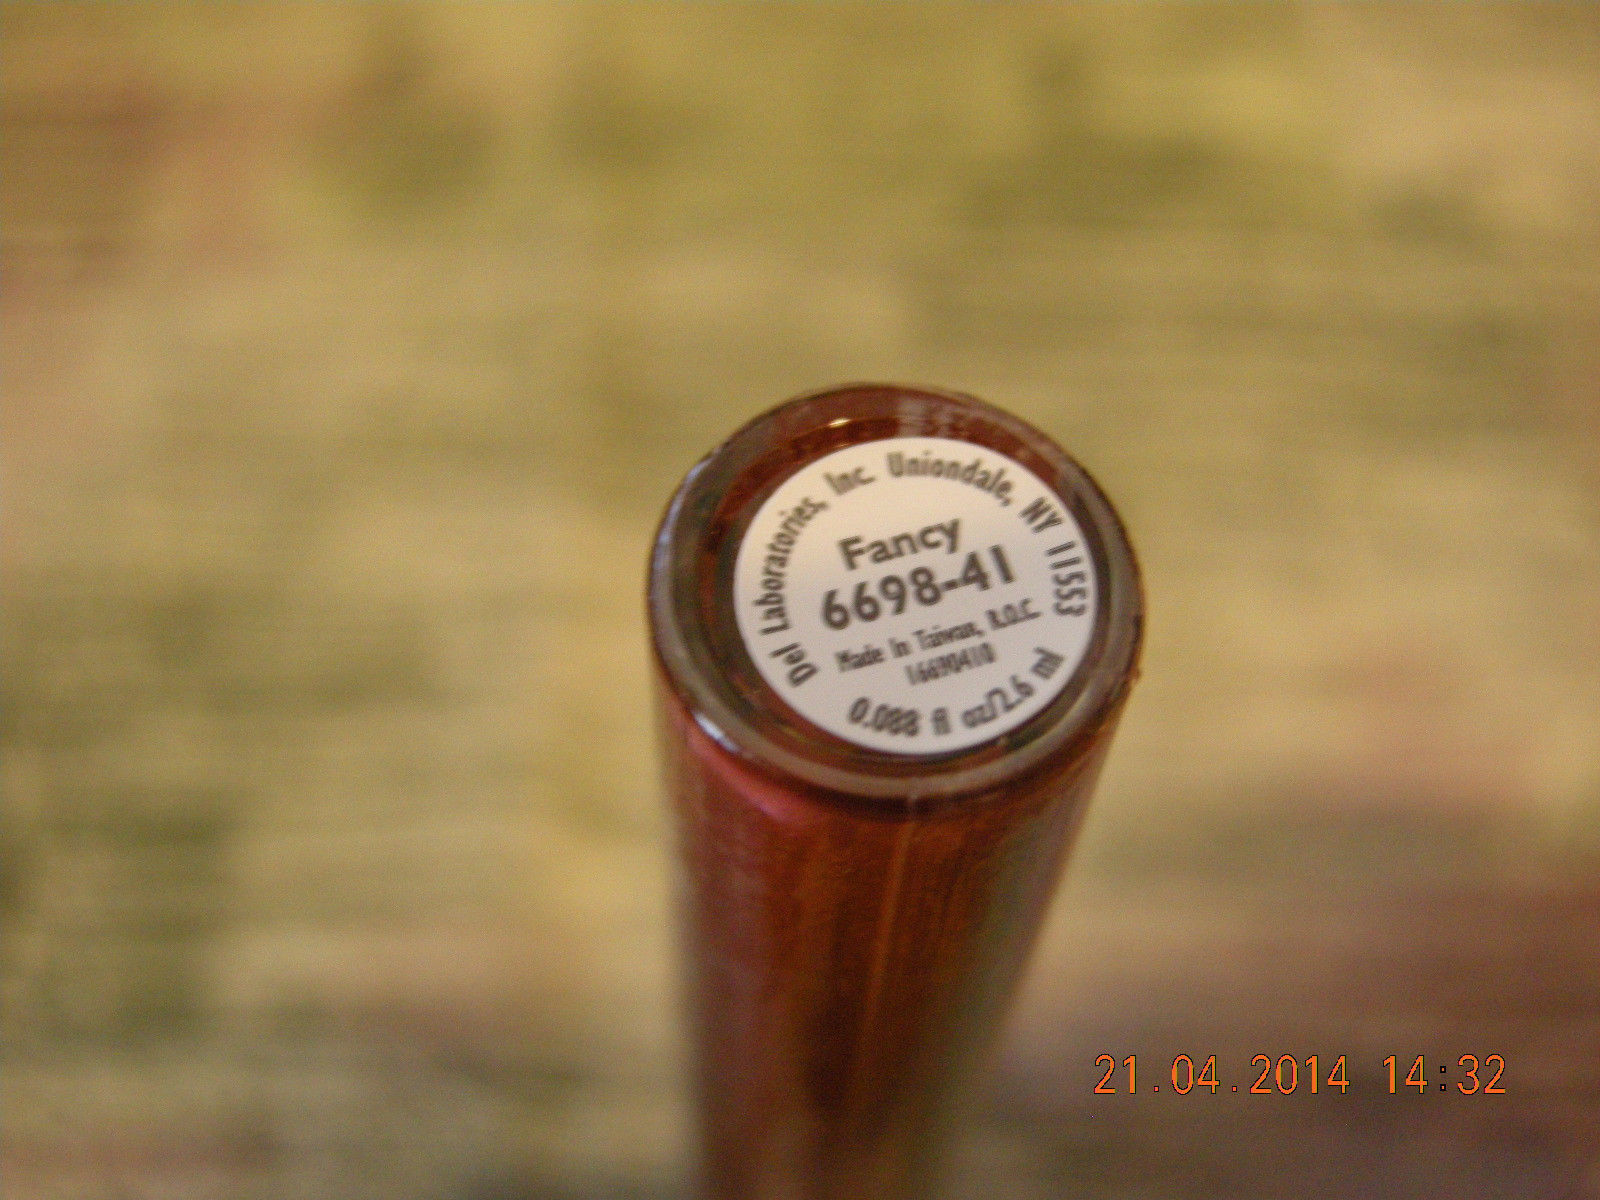 Del Laboratories, Inc. Uniondale, NY 11553
Fancy
6698-41
Made In Taiwan, R.O.C.
16690410
0.088 fl oz/2.6 ml
21.04.2014 14:32